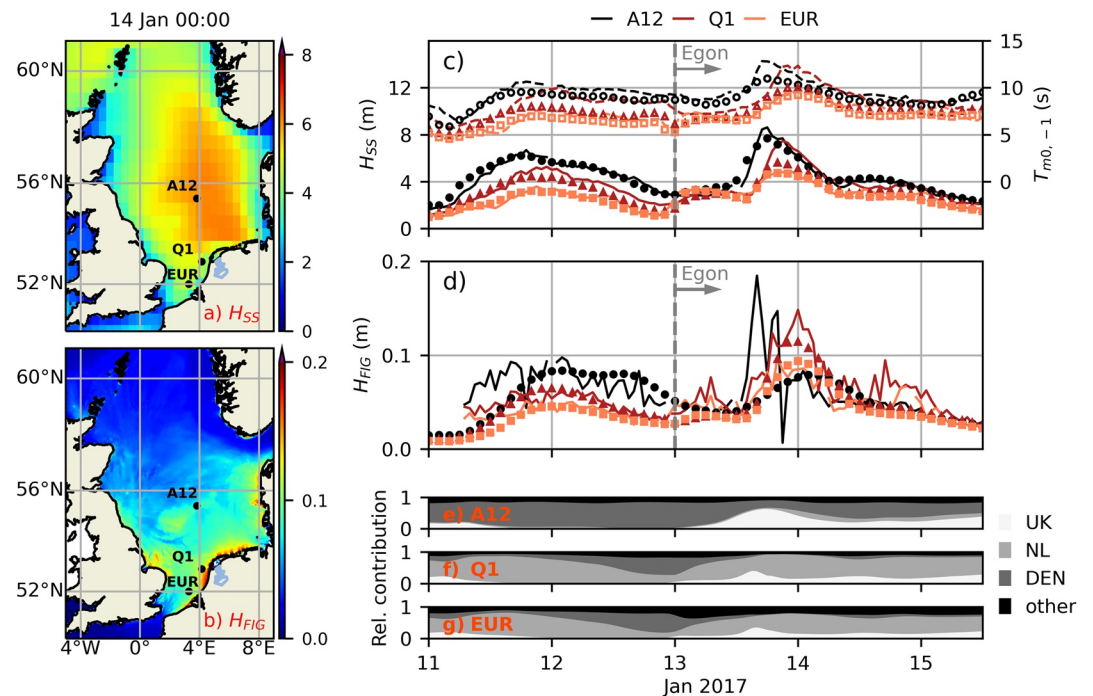 14 Jan 00:00
A12 Q1 EUR
60°N
56°N
52°N
A12
Q1
EUR
a) H_SS
8
6
4
2
0
60°N
56°N
52°N
A12
Q1
EUR
b) H_FIG
0.2
0.1
0.0
4°W 0° 4°E 8°E
c)
Egon
H_SS (m)
12
8
4
0
15
10
5
0
T_m0,−1 (s)
d)
Egon
H_FIG (m)
0.2
0.1
0.0
Rel. contribution
1
0
e) A12
1
0
f) Q1
1
0
g) EUR
11 12 13 14 15
Jan 2017
UK
NL
DEN
other